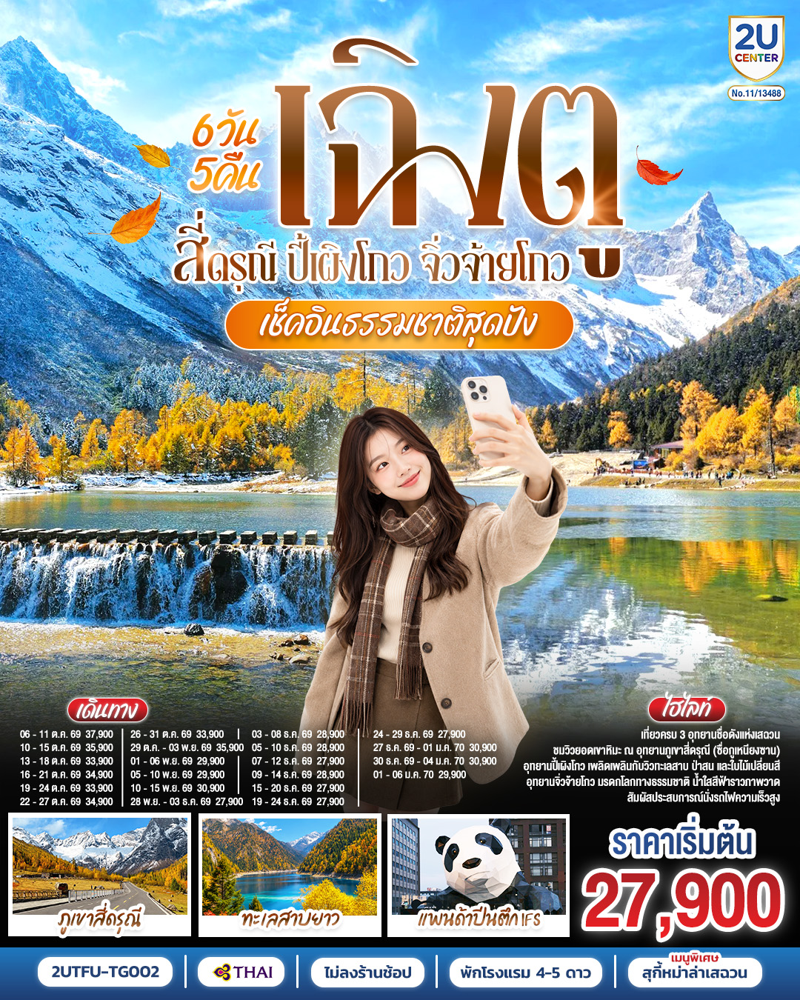 2U
CENTER
No.11/13488
6วัน
5คืน
เฉิงตู
สี่ดรุณี ปี้เผิงโกว จิ่วจ้ายโกว
เช็คอินธรรมชาติสุดปัง
เดินทาง
06 - 11 ต.ค. 69 37,900
10 - 15 ต.ค. 69 35,900
13 - 18 ต.ค. 69 33,900
16 - 21 ต.ค. 69 34,900
19 - 24 ต.ค. 69 33,900
22 - 27 ต.ค. 69 34,900
26 - 31 ต.ค. 69 33,900
29 ต.ค. - 03 พ.ย. 69 35,900
01 - 06 พ.ย. 69 29,900
05 - 10 พ.ย. 69 29,900
10 - 15 พ.ย. 69 30,900
28 พ.ย. - 03 ธ.ค. 69 27,900
03 - 08 ธ.ค. 69 28,900
05 - 10 ธ.ค. 69 28,900
07 - 12 ธ.ค. 69 27,900
09 - 14 ธ.ค. 69 28,900
15 - 20 ธ.ค. 69 27,900
19 - 24 ธ.ค. 69 27,900
24 - 29 ธ.ค. 69 27,900
27 ธ.ค. 69 - 01 ม.ค. 70 30,900
30 ธ.ค. 69 - 04 ม.ค. 70 30,900
01 - 06 ม.ค. 70 29,900
ไฮไลท์
เที่ยวครบ 3 อุทยานชื่อดังแห่งเสฉวน
ชมวิวยอดเขาหิมะ ณ อุทยานภูเขาสี่ดรุณี (ซื่อกูเหนียงซาน)
อุทยานปี้เผิงโกว เพลิดเพลินกับวิวทะเลสาบ ป่าสน และใบไม้เปลี่ยนสี
อุทยานจิ่วจ้ายโกว มรดกโลกทางธรรมชาติ น้ำใสสีฟ้าราวภาพวาด
สัมผัสประสบการณ์นั่งรถไฟความเร็วสูง
ภูเขาสี่ดรุณี
ทะเลสาบยาว
แพนด้าปีนตึก IFS
ราคาเริ่มต้น
27,900
2UTFU-TG002
THAI
ไม่ลงร้านช้อป
พักโรงแรม 4-5 ดาว
เมนูพิเศษ
สุกี้หม่าล่าเสฉวน